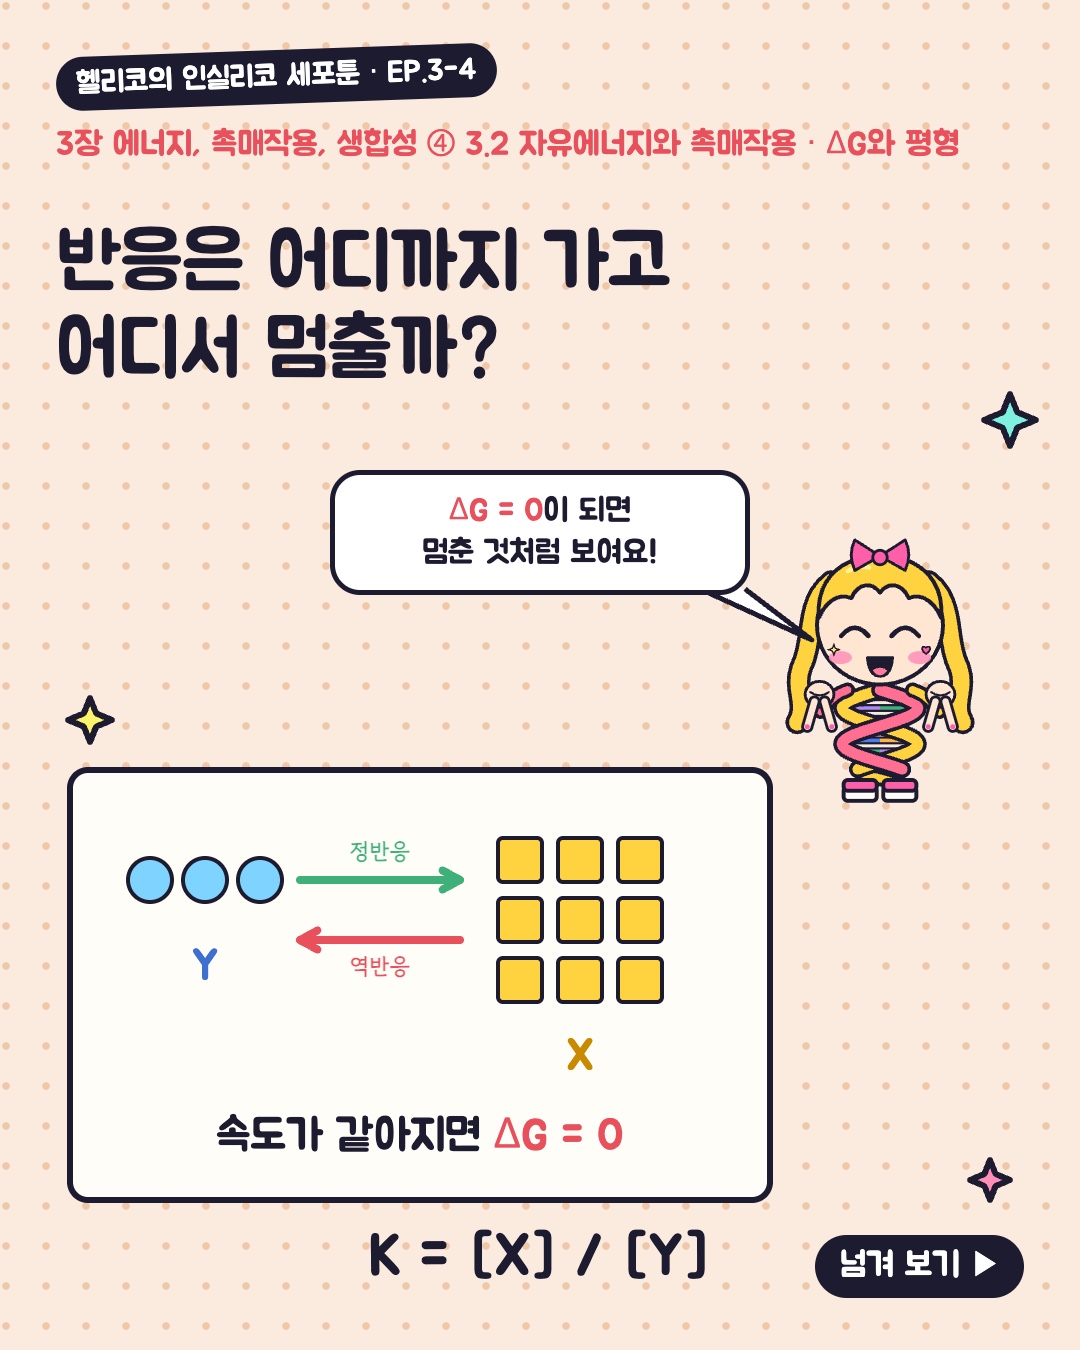 헬리코의 인실리코 세포툰 · EP.3-4
3장 에너지, 촉매작용, 생합성 ④ 3.2 자유에너지와 촉매작용 · ΔG와 평형
반응은 어디까지 가고
어디서 멈출까?
ΔG = 0이 되면
멈춘 것처럼 보여요!
정반응
역반응
Y
X
속도가 같아지면 ΔG = 0
K = [X] / [Y]
넘겨 보기 ▶